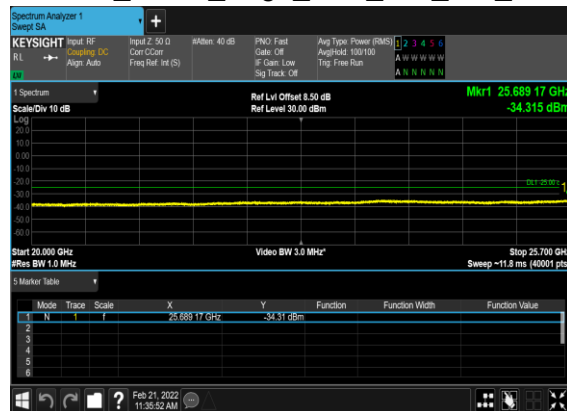 Spectrum Analyzer 1
Swept SA
KEYSIGHT
RL
LW
Input: RF
Coupling: DC
Align: Auto
Input Z: 50 Ω
Corr CCorr
Freq Ref: Int (S)
#Atten: 40 dB
PNO: Fast
Gate: Off
IF Gain: Low
Sig Track: Off
Avg Type: Power (RMS)
Avg|Hold: 100/100
Trig: Free Run
1 2 3 4 5 6
A W W W W W
A N N N N N
1 Spectrum
Scale/Div 10 dB
Ref Lvl Offset 8.50 dB
Ref Level 30.00 dBm
Mkr1 25.689 17 GHz
-34.315 dBm
Log
20.0
10.0
0.00
-10.0
-20.0
-30.0
-40.0
-50.0
-60.0
DL1 -25.00
1
Start 20.000 GHz
#Res BW 1.0 MHz
Video BW 3.0 MHz*
Stop 25.700 GHz
Sweep ~11.8 ms (40001 pts
5 Marker Table
Mode Trace Scale X Y Function Function Width Function Value
1 N 1 f 25.689 17 GHz -34.31 dBm
2
3
4
5
6
?
Feb 21, 2022
11:35:52 AM